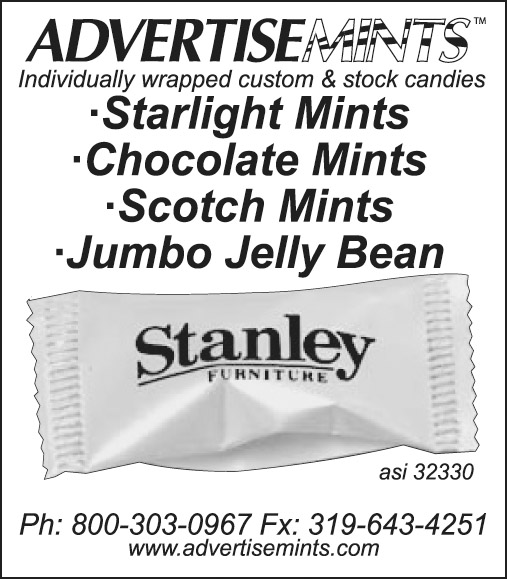 ADVERTISEMINTS™
Individually wrapped custom & stock candies
·Starlight Mints
·Chocolate Mints
·Scotch Mints
·Jumbo Jelly Bean
Stanley
FURNITURE
asi 32330
Ph: 800-303-0967 Fx: 319-643-4251
www.advertisemints.com